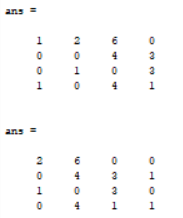 ans =
1 2 6 0
0 0 4 3
0 1 0 3
1 0 4 1
ans =
2 6 0 0
0 4 3 1
1 0 3 0
0 4 1 1